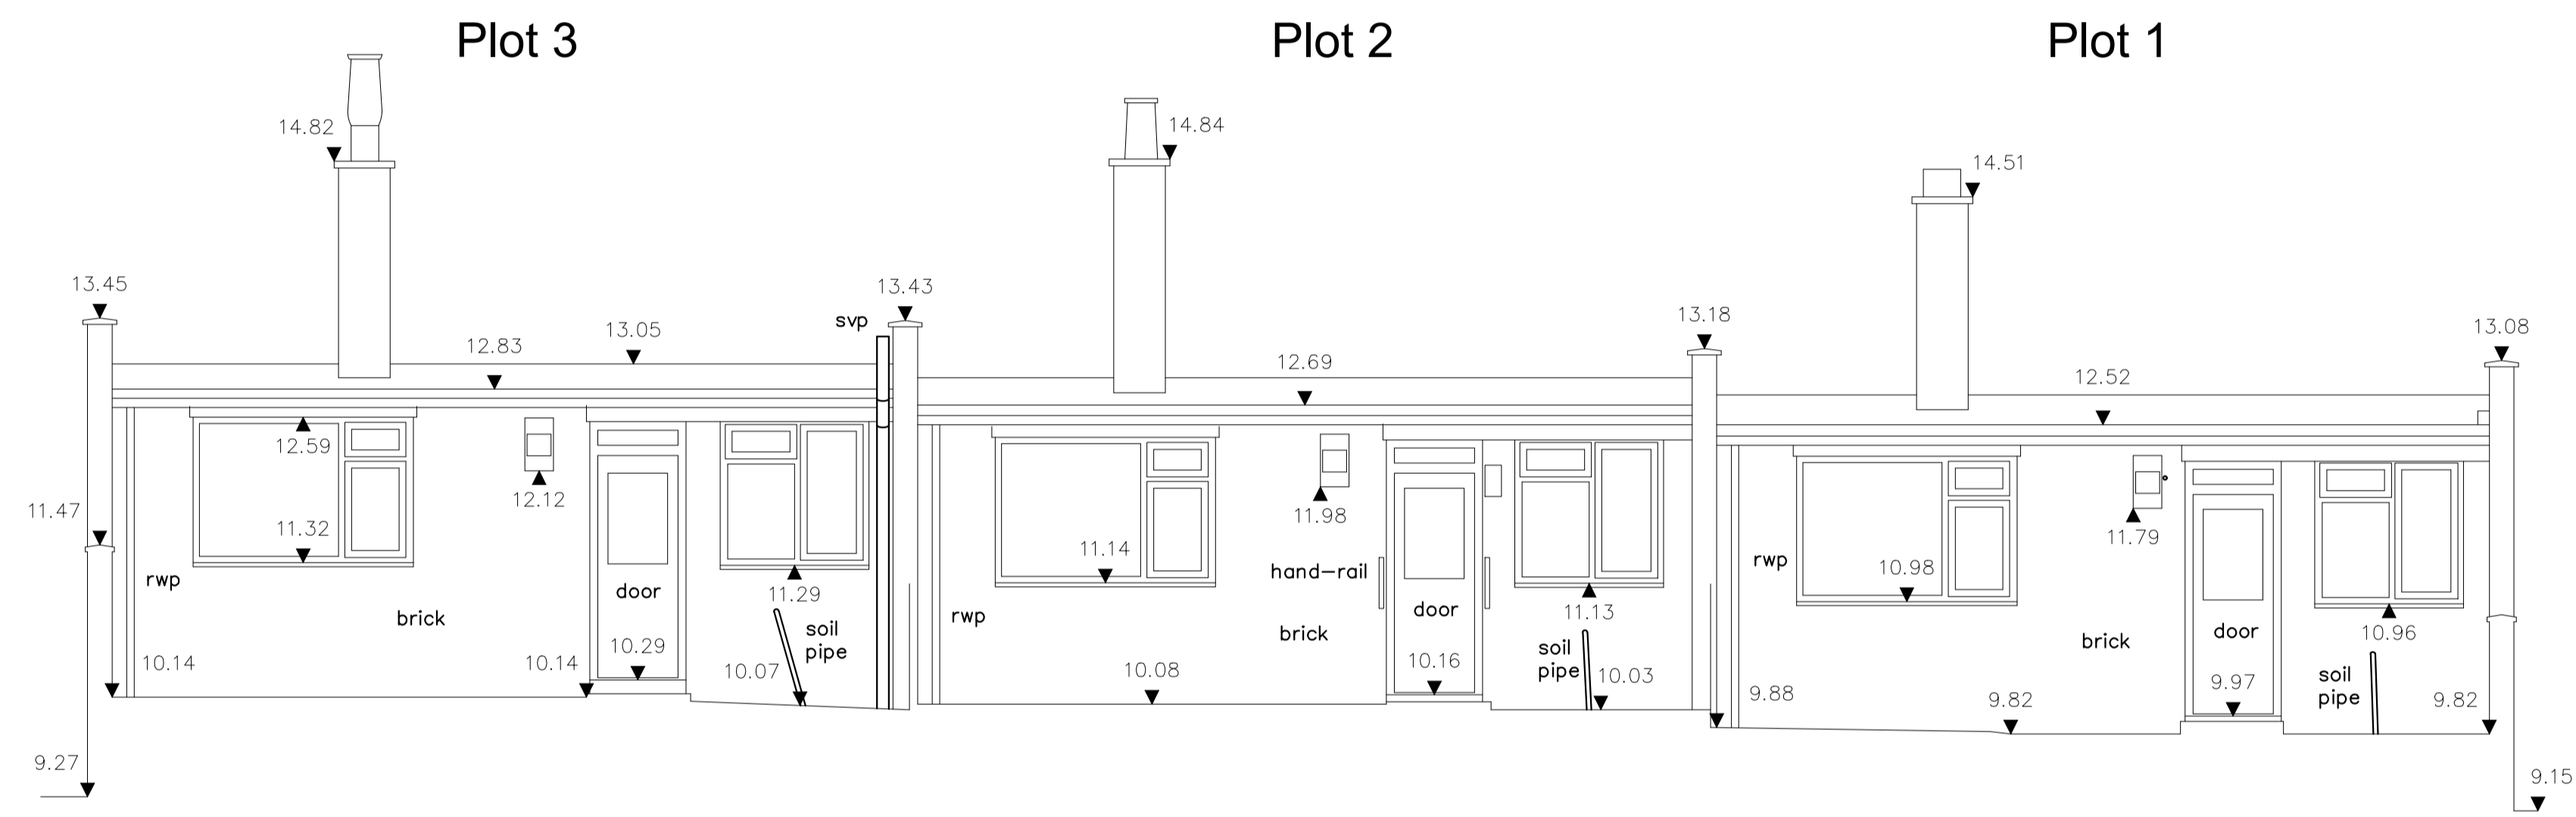 Plot 3
Plot 2
Plot 1
14.82
14.84
14.51
13.45
13.43
13.18
13.08
svp
12.83
13.05
12.69
12.52
12.59
12.12
11.98
11.79
11.47
11.32
11.14
10.98
rwp
brick
door
11.29
soil
pipe
10.14
10.14
10.29
10.07
rwp
hand-rail
brick
door
11.13
soil
pipe
10.08
10.16
10.03
rwp
brick
door
10.96
soil
pipe
9.88
9.82
9.97
9.82
9.27
9.15